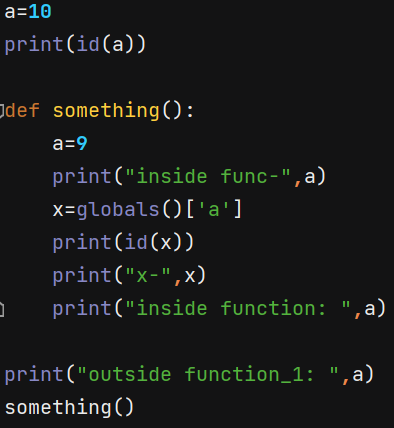 a=10
print(id(a))
def something():
    a=9
    print("inside func-",a)
    x=globals()['a']
    print(id(x))
    print("x-",x)
    print("inside function: ",a)
print("outside function_1: ",a)
something()